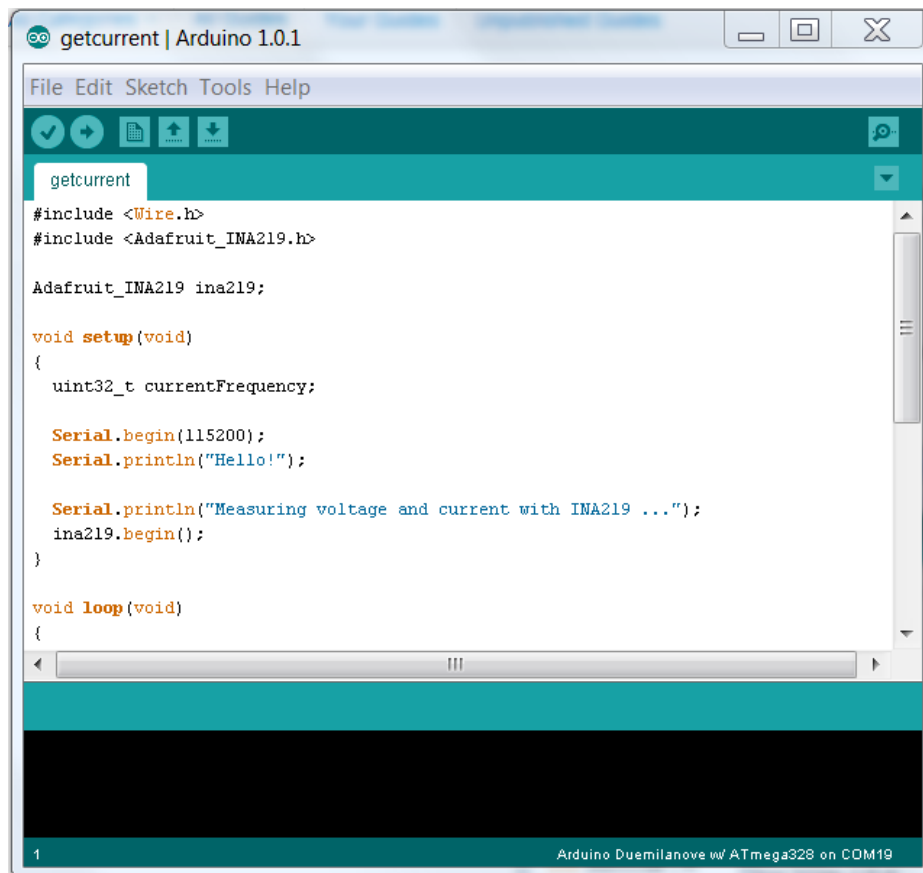 getcurrent | Arduino 1.0.1
File Edit Sketch Tools Help
getcurrent
#include <Wire.h>
#include <Adafruit_INA219.h>
Adafruit_INA219 ina219;
void setup(void)
{
uint32_t currentFrequency;
Serial.begin(115200);
Serial.println("Hello!");
Serial.println("Measuring voltage and current with INA219 ...");
ina219.begin();
}
void loop(void)
{
1
Arduino Duemilanove w/ ATmega328 on COM19